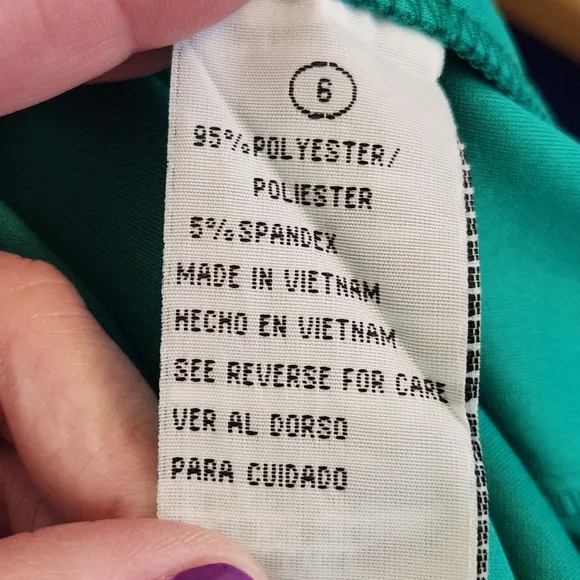 6
95% POLYESTER/
POLIESTER
5% SPANDEX
MADE IN VIETNAM
HECHO EN VIETNAM
SEE REVERSE FOR CARE
VER AL DORSO
PARA CUIDADO